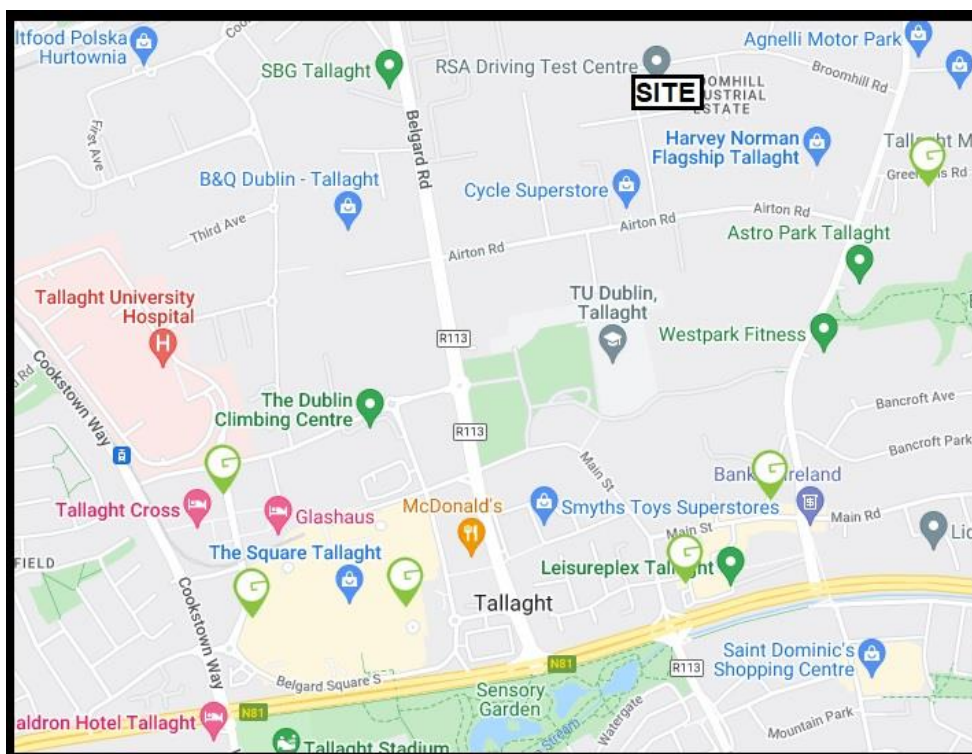 ltfood Polska
Hurtownia
SBG Tallaght
RSA Driving Test Centre
Agnelli Motor Park
SITE
OOMHILL
USTRIAL
ESTATE
Broomhill Rd
First Ave
Belgard Rd
Harvey Norman
Flagship Tallaght
Tallaght M
Greenhills Rd
B&Q Dublin - Tallaght
Cycle Superstore
Third Ave
Airton Rd
Airton Rd
Airton Rd
Astro Park Tallaght
Tallaght University
Hospital
H
TU Dublin,
Tallaght
R113
Westpark Fitness
Cookstown Way
The Dublin
Climbing Centre
R113
Bancroft Ave
Bancroft Park
Main St
Tallaght Cross
Glashaus
McDonald's
Smyths Toys Superstores
Main St
Main Rd
FIELD
The Square Tallaght
Leisureplex Tallaght
Tallaght
Cookstown Way
N81
Belgard Square S
R113
Saint Dominic's
Shopping Centre
Sensory
Garden
N81
aldron Hotel Tallaght
Stream
Watergate
Mountain Park
Tallaght Stadium